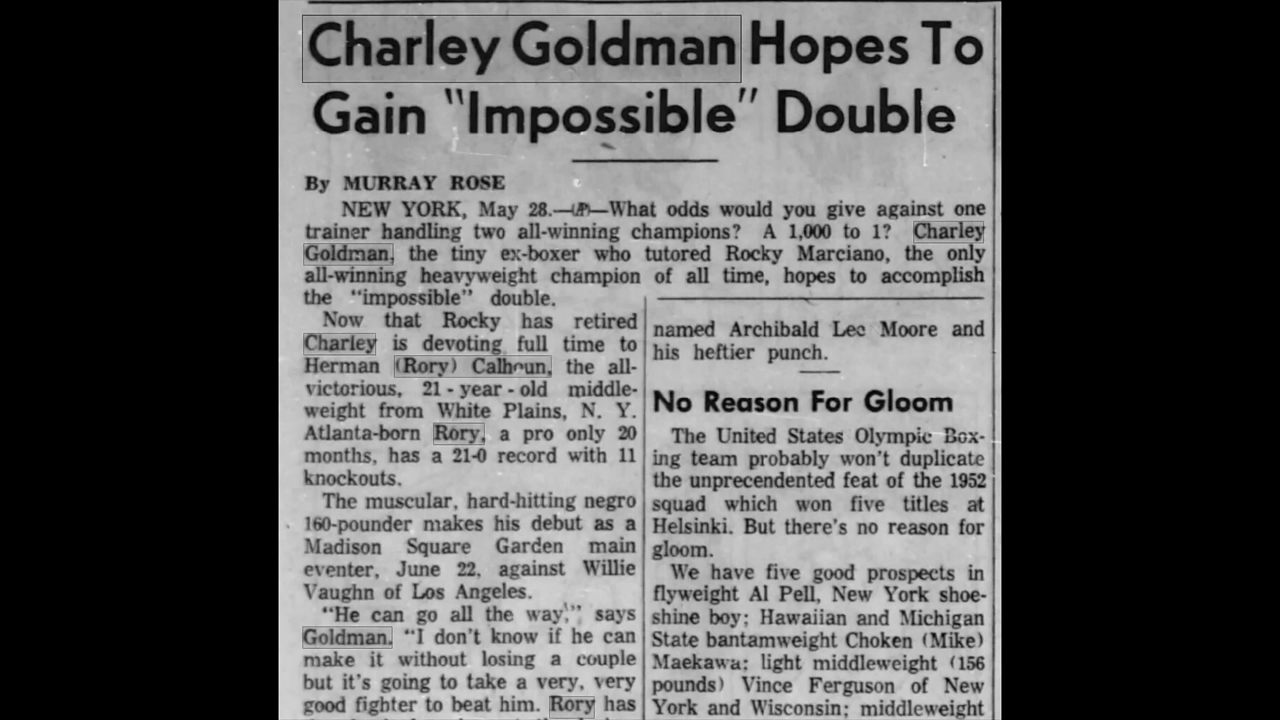 Charley Goldman Hopes To
Gain "Impossible" Double
By MURRAY ROSE
NEW YORK, May 28.—(AP)—What odds would you give against one
trainer handling two all-winning champions? A 1,000 to 1? Charley
Goldman, the tiny ex-boxer who tutored Rocky Marciano, the only
all-winning heavyweight champion of all time, hopes to accomplish
the "impossible" double.
Now that Rocky has retired
Charley is devoting full time to
Herman (Rory) Calhoun, the all-
victorious, 21-year-old middle-
weight from White Plains, N. Y.
Atlanta-born Rory, a pro only 20
months, has a 21-0 record with 11
knockouts.
The muscular, hard-hitting negro
160-pounder makes his debut as a
Madison Square Garden main
eventer, June 22, against Willie
Vaughn of Los Angeles.
"He can go all the way," says
Goldman. "I don't know if he can
make it without losing a couple
but it's going to take a very, very
good fighter to beat him. Rory has
named Archibald Lee Moore and
his heftier punch.
No Reason For Gloom
The United States Olympic Box-
ing team probably won't duplicate
the unprecendented feat of the 1952
squad which won five titles at
Helsinki. But there's no reason for
gloom.
We have five good prospects in
flyweight Al Pell, New York shoe-
shine boy; Hawaiian and Michigan
State bantamweight Choken (Mike)
Maekawa; light middleweight (156
pounds) Vince Ferguson of New
York and Wisconsin; middleweight